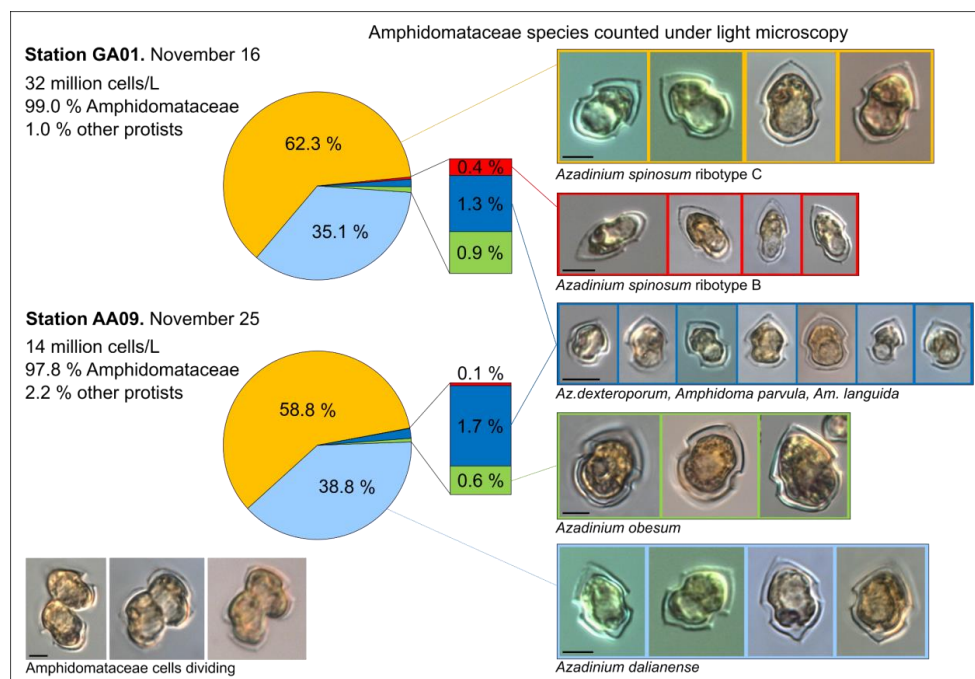 Amphidomataceae species counted under light microscopy
Station GA01. November 16
32 million cells/L
99.0 % Amphidomataceae
1.0 % other protists
62.3 %
35.1 %
0.4 %
1.3 %
0.9 %
Azadinium spinosum ribotype C
Azadinium spinosum ribotype B
Station AA09. November 25
14 million cells/L
97.8 % Amphidomataceae
2.2 % other protists
58.8 %
38.8 %
0.1 %
1.7 %
0.6 %
Az.dexteroporum, Amphidoma parvula, Am. languida
Azadinium obesum
Azadinium dalianense
Amphidomataceae cells dividing